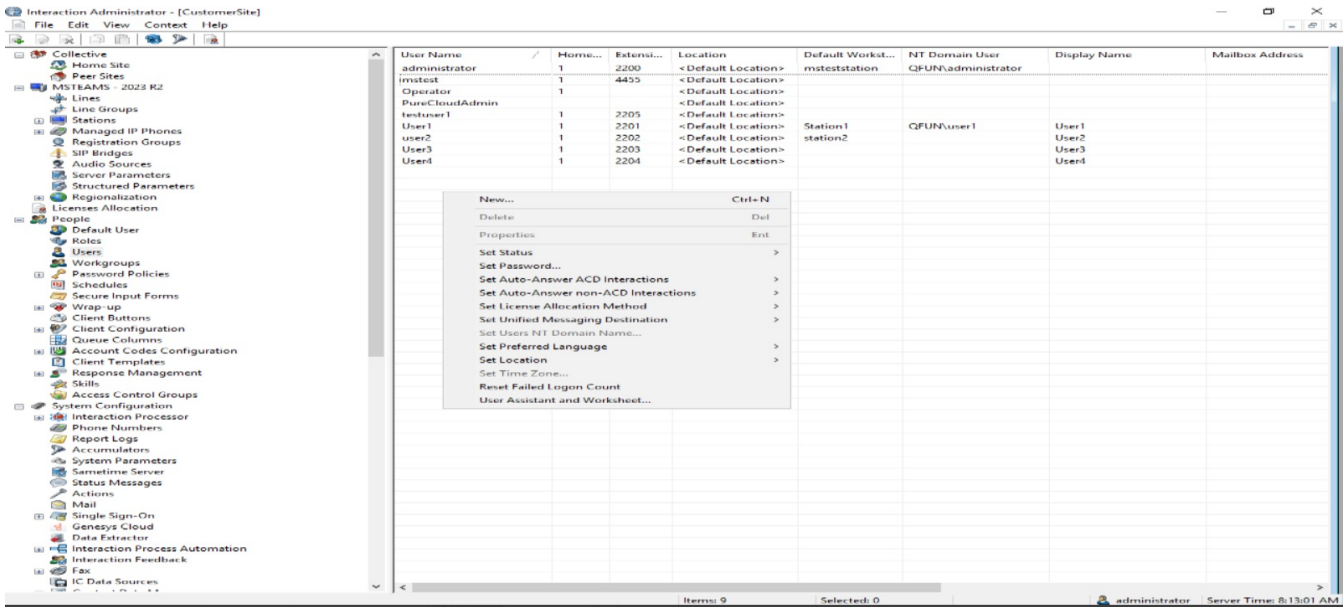 Interaction Administrator - [CustomerSite]
File Edit View Context Help
Collective
Home Site
Peer Sites
MSTEAMS - 2023 R2
Lines
Line Groups
Stations
Managed IP Phones
Registration Groups
SIP Bridges
Audio Sources
Server Parameters
Structured Parameters
Regionalization
Licenses Allocation
People
Default User
Roles
Users
Workgroups
Password Policies
Schedules
Secure Input Forms
Wrap-up
Client Buttons
Client Configuration
Queue Columns
Account Codes Configuration
Client Templates
Response Management
Skills
Access Control Groups
System Configuration
Interaction Processor
Phone Numbers
Report Logs
Accumulators
System Parameters
Sametime Server
Status Messages
Actions
Mail
Single Sign-On
Genesys Cloud
Data Extractor
Interaction Process Automation
Interaction Feedback
Fax
IC Data Sources
User Name Home... Extensi... Location Default Workst... NT Domain User Display Name Mailbox Address
administrator 1 2200 <Default Location> msteststation QFUN\administrator
imstest 1 4455 <Default Location>
Operator 1 <Default Location>
PureCloudAdmin <Default Location>
testuser1 1 2205 <Default Location>
User1 1 2201 <Default Location> Station1 QFUN\user1 User1
user2 1 2202 <Default Location> station2 User2
User3 1 2203 <Default Location> User3
User4 1 2204 <Default Location> User4
New... Ctrl+N
Delete Del
Properties Ent
Set Status
Set Password...
Set Auto-Answer ACD Interactions
Set Auto-Answer non-ACD Interactions
Set License Allocation Method
Set Unified Messaging Destination
Set Users NT Domain Name...
Set Preferred Language
Set Location
Set Time Zone...
Reset Failed Logon Count
User Assistant and Worksheet...
Items: 9 Selected: 0 administrator Server Time: 8:13:01 AM